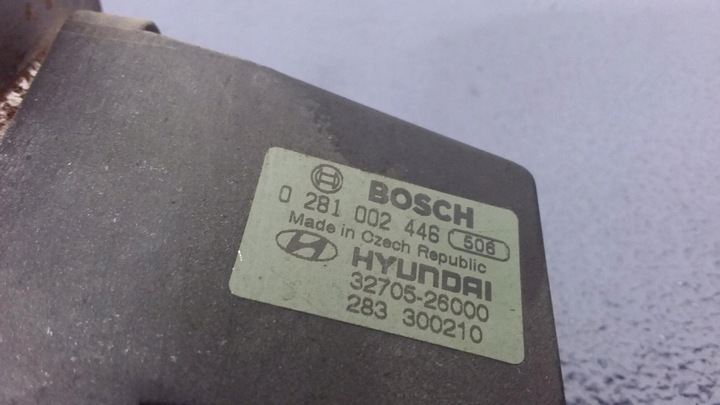 BOSCH
0 281 002 446 506
Made in Czech Republic
HYUNDAI
32705-26000
283 300210